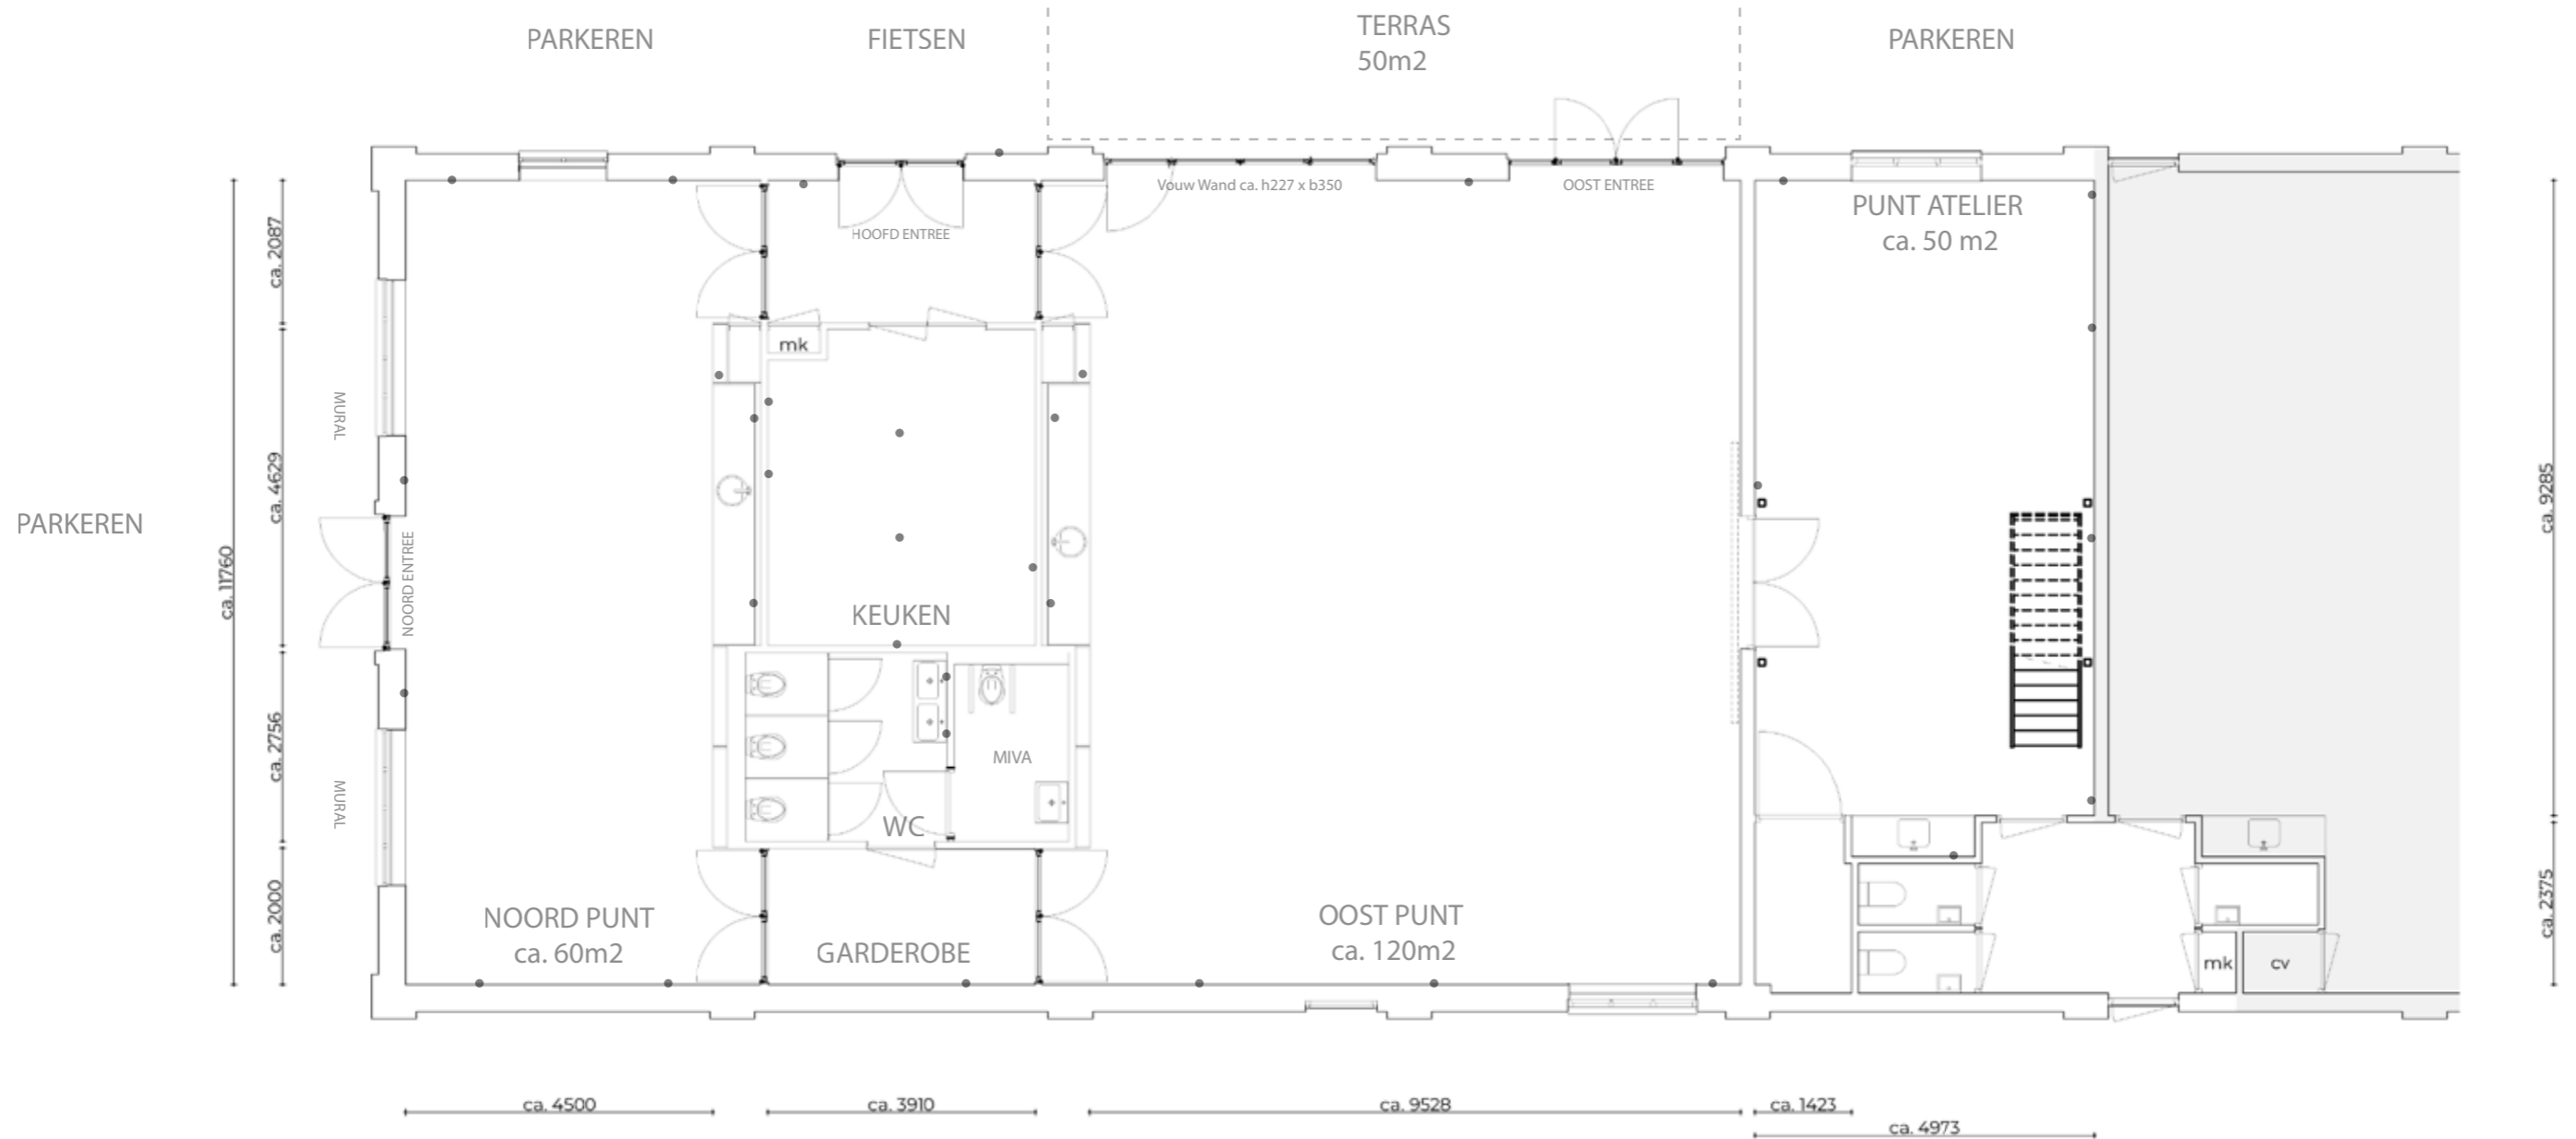 PARKEREN
FIETSEN
TERRAS
50m2
PARKEREN
Vouw Wand ca. h227 x b350
OOST ENTREE
PUNT ATELIER
ca. 50 m2
HOOFD ENTREE
ca. 2087
mk
MURAL
ca. 4629
ca. 9285
PARKEREN
NOORD ENTREE
ca. 11760
KEUKEN
ca. 2756
MIVA
MURAL
WC
ca. 2000
ca. 2375
NOORD PUNT
ca. 60m2
GARDEROBE
OOST PUNT
ca. 120m2
mk
cv
ca. 4500
ca. 3910
ca. 9528
ca. 1423
ca. 4973